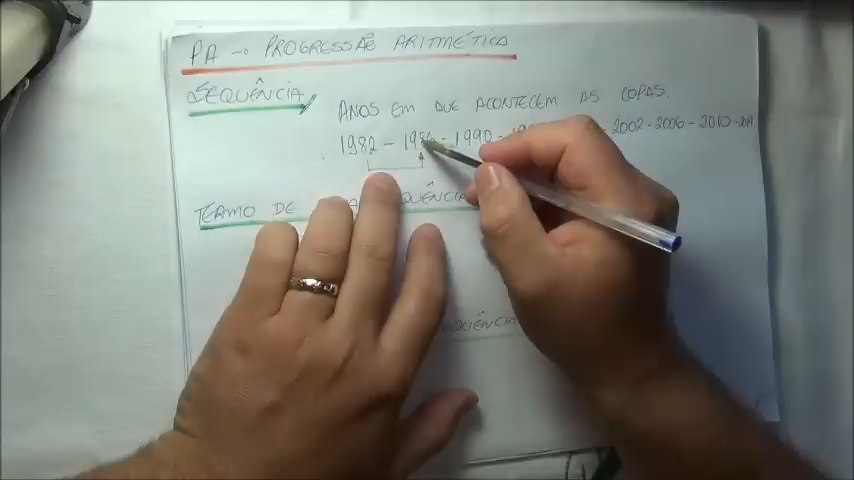 PA → PROGRESSÃO ARITMÉTICA
SEQUÊNCIA
ANOS EM QUE ACONTECEM AS COPAS.
1982 - 1986 - 1990 - 2002 - 2006 - 2010 -
TERMO DE